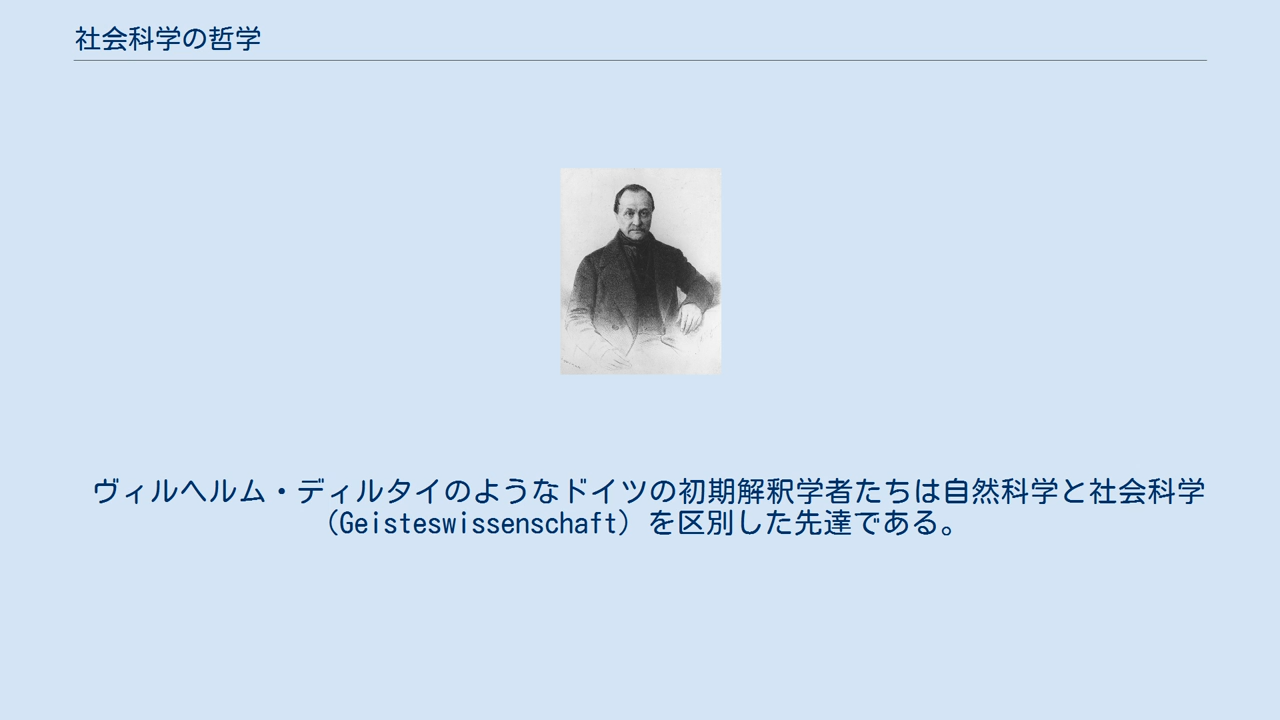 社会科学の哲学
ヴィルヘルム・ディルタイのようなドイツの初期解釈学者たちは自然科学と社会科学
（Geisteswissenschaft）を区別した先達である。